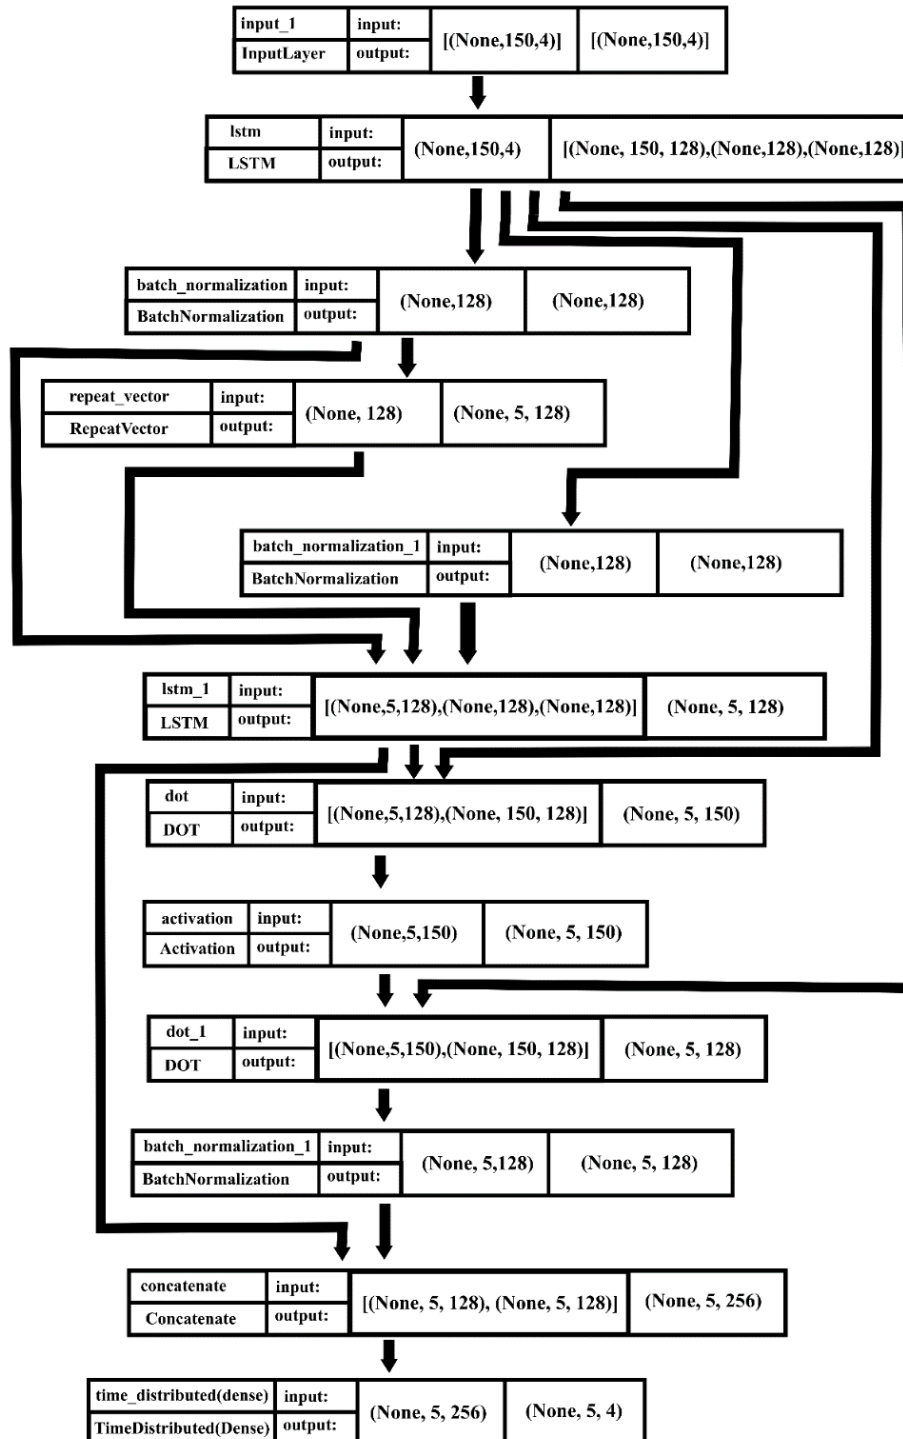 input_1 input: [(None,150,4)] [(None,150,4)]
InputLayer output:
lstm input: (None,150,4) [(None, 150, 128),(None,128),(None,128)]
LSTM output:
batch_normalization input: (None,128) (None,128)
BatchNormalization output:
repeat_vector input: (None, 128) (None, 5, 128)
RepeatVector output:
batch_normalization_1 input: (None,128) (None,128)
BatchNormalization output:
lstm_1 input: [(None,5,128),(None,128),(None,128)] (None, 5, 128)
LSTM output:
dot input: [(None,5,128),(None, 150, 128)] (None, 5, 150)
DOT output:
activation input: (None,5,150) (None, 5, 150)
Activation output:
dot_1 input: [(None,5,150),(None, 150, 128)] (None, 5, 128)
DOT output:
batch_normalization_1 input: (None, 5,128) (None, 5, 128)
BatchNormalization output:
concatenate input: [(None, 5, 128), (None, 5, 128)] (None, 5, 256)
Concatenate output:
time_distributed(dense) input: (None, 5, 256) (None, 5, 4)
TimeDistributed(Dense) output: